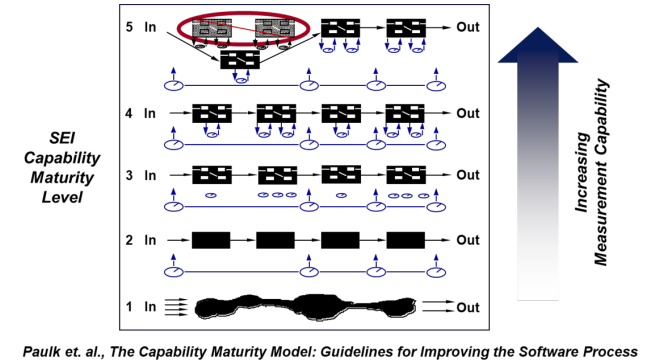 5 In Out
4 In Out
SEI
Capability
Maturity
Level
3 In Out
2 In Out
1 In Out
Increasing
Measurement Capability
Paulk et. al., The Capability Maturity Model: Guidelines for Improving the Software Process